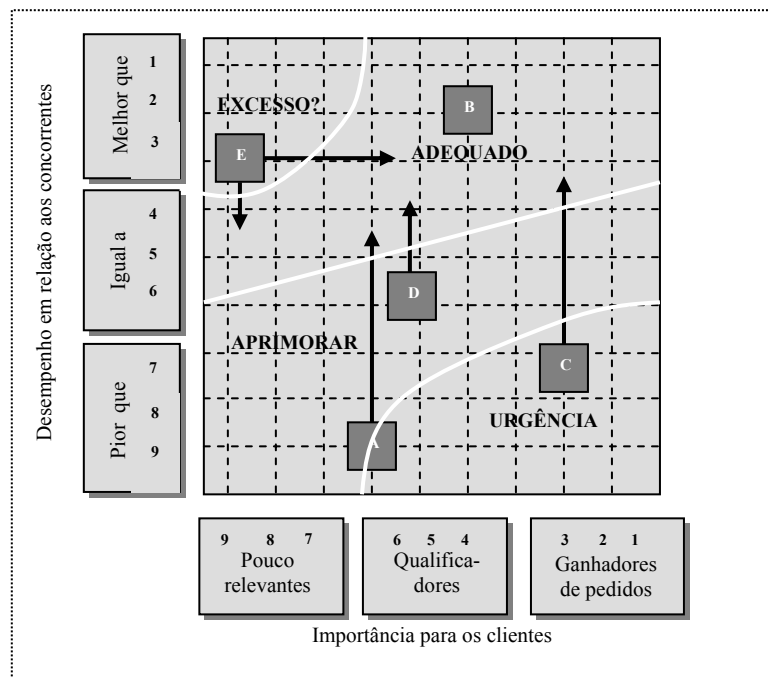 Desempenho em relação aos concorrentes
Melhor que
1
2
3
Igual a
4
5
6
Pior que
7
8
9
EXCESSO?
B
E
ADEQUADO
D
APRIMORAR
C
URGÊNCIA
A
9 8 7
Pouco
relevantes
6 5 4
Qualifica-
dores
3 2 1
Ganhadores
de pedidos
Importância para os clientes